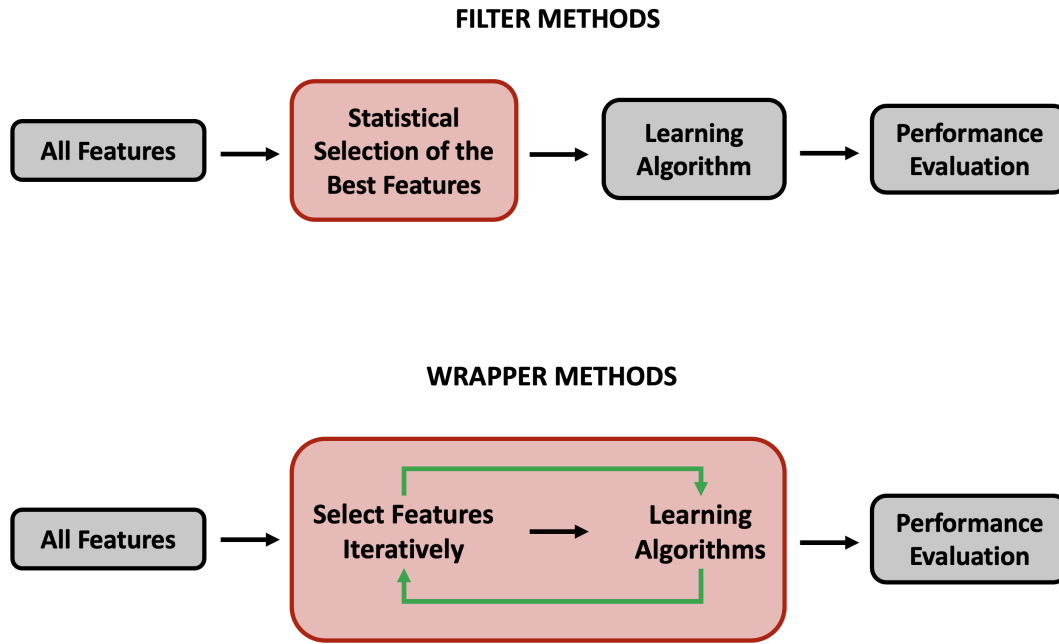 FILTER METHODS
All Features
Statistical
Selection of the
Best Features
Learning
Algorithm
Performance
Evaluation
WRAPPER METHODS
All Features
Select Features
Iteratively
Learning
Algorithms
Performance
Evaluation